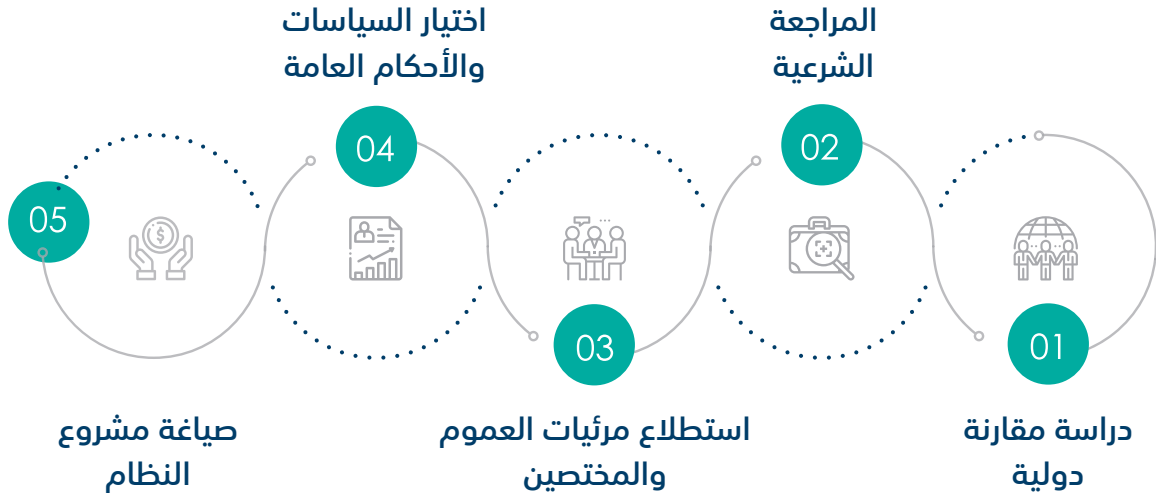 01
دراسة مقارنة
دولية
02
المراجعة
الشرعية
03
استطلاع مرئيات العموم
والمختصين
04
اختيار السياسات
والأحكام العامة
05
صياغة مشروع
النظام